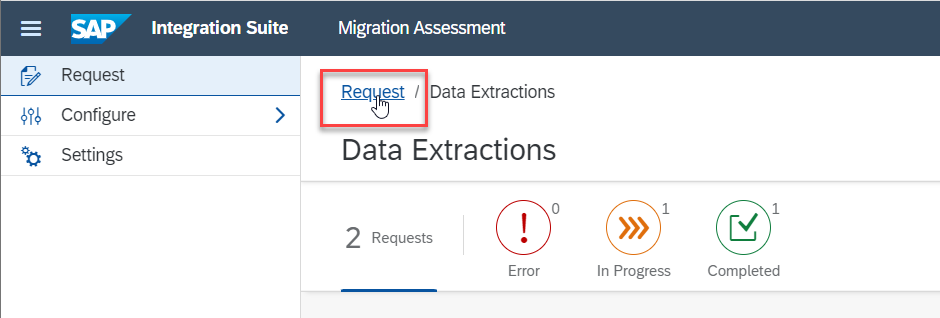 SAP Integration Suite Migration Assessment
Request
Configure
Settings
Request / Data Extractions
Data Extractions
2 Requests
0
Error
1
In Progress
1
Completed